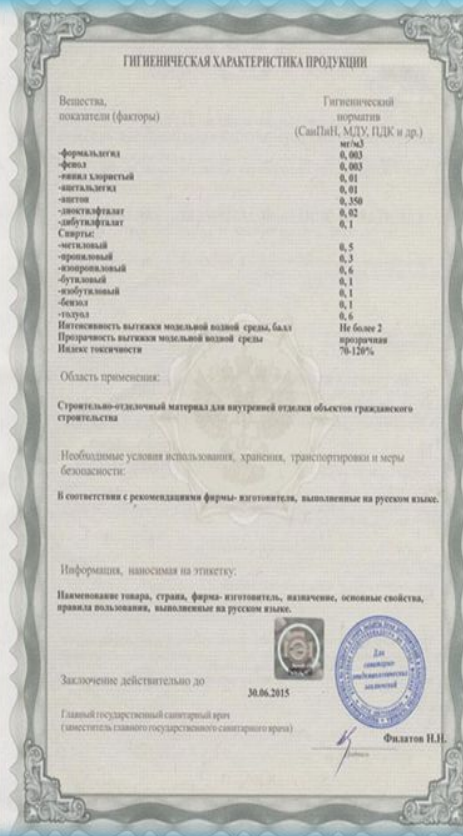 ГИГИЕНИЧЕСКАЯ ХАРАКТЕРИСТИКА ПРОДУКЦИИ
Вещества, Гигиенический
показатели (факторы) норматив
(СанПиН, МДУ, ПДК и др.)
мг/м3
-формальдегид 0, 003
-фенол 0, 003
-винил хлористый 0, 01
-ацетальдегид 0, 01
-ацетон 0, 350
-диоктилфталат 0, 02
-дибутилфталат 0, 1
Спирты:
-метиловый 0, 5
-пропиловый 0, 3
-изопропиловый 0, 6
-бутиловый 0, 1
-изобутиловый 0, 1
-бензол 0, 1
-толуол 0, 6
Интенсивность вытяжки модельной водной среды, балл Не более 2
Прозрачность вытяжки модельной водной среды прозрачная
Индекс токсичности 70-120%
Область применения:
Строительно-отделочный материал для внутренней отделки объектов гражданского
строительства
Необходимые условия использования, хранения, транспортировки и меры
безопасности:
В соответствии с рекомендациями фирмы- изготовителя, выполненные на русском языке.
Информация, наносимая на этикетку:
Наименование товара, страна, фирма- изготовитель, назначение, основные свойства,
правила пользования, выполненные на русском языке.
Для
санитарно-
эпидемиологических
заключений
Заключение действительно до
30.06.2015
Главный государственный санитарный врач
(заместитель главного государственного санитарного врача)
Филатов Н.Н.